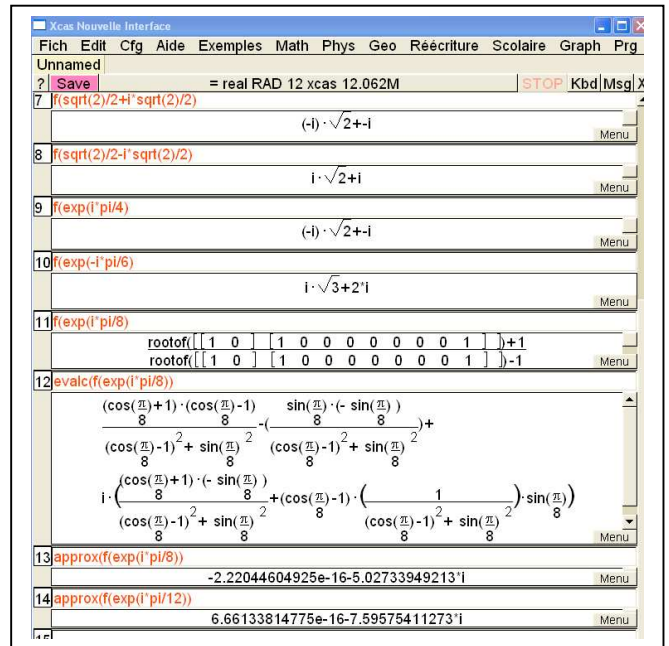 Xcas Nouvelle Interface
Fich Edit Cfg Aide Exemples Math Phys Geo Réécriture Scolaire Graph Prg
Unnamed
? Save = real RAD 12 xcas 12.062M STOP Kbd Msg X
7 f(sqrt(2)/2+i*sqrt(2)/2)
(-i)·√2+-i
Menu
8 f(sqrt(2)/2-i*sqrt(2)/2)
i·√2+i
Menu
9 f(exp(i*pi/4)
(-i)·√2+-i
Menu
10 f(exp(-i*pi/6)
i·√3+2*i
Menu
11 f(exp(i*pi/8)
rootof([[1 0] [1 0 0 0 0 0 0 0 1]])+1
rootof([[1 0] [1 0 0 0 0 0 0 0 1]])-1
Menu
12 evalc(f(exp(i*pi/8))
(cos(π/8)+1)·(cos(π/8)-1) / (cos(π/8)-1)²+sin(π/8)² -(sin(π/8)·(-sin(π/8)) / (cos(π/8)-1)²+sin(π/8)²)+
i·((cos(π/8)+1)·(-sin(π/8)) / (cos(π/8)-1)²+sin(π/8)² +(cos(π/8)-1)·(1 / (cos(π/8)-1)²+sin(π/8)²)·sin(π/8))
Menu
13 approx(f(exp(i*pi/8))
-2.22044604925e-16-5.02733949213*i
Menu
14 approx(f(exp(i*pi/12))
6.66133814775e-16-7.59575411273*i
Menu